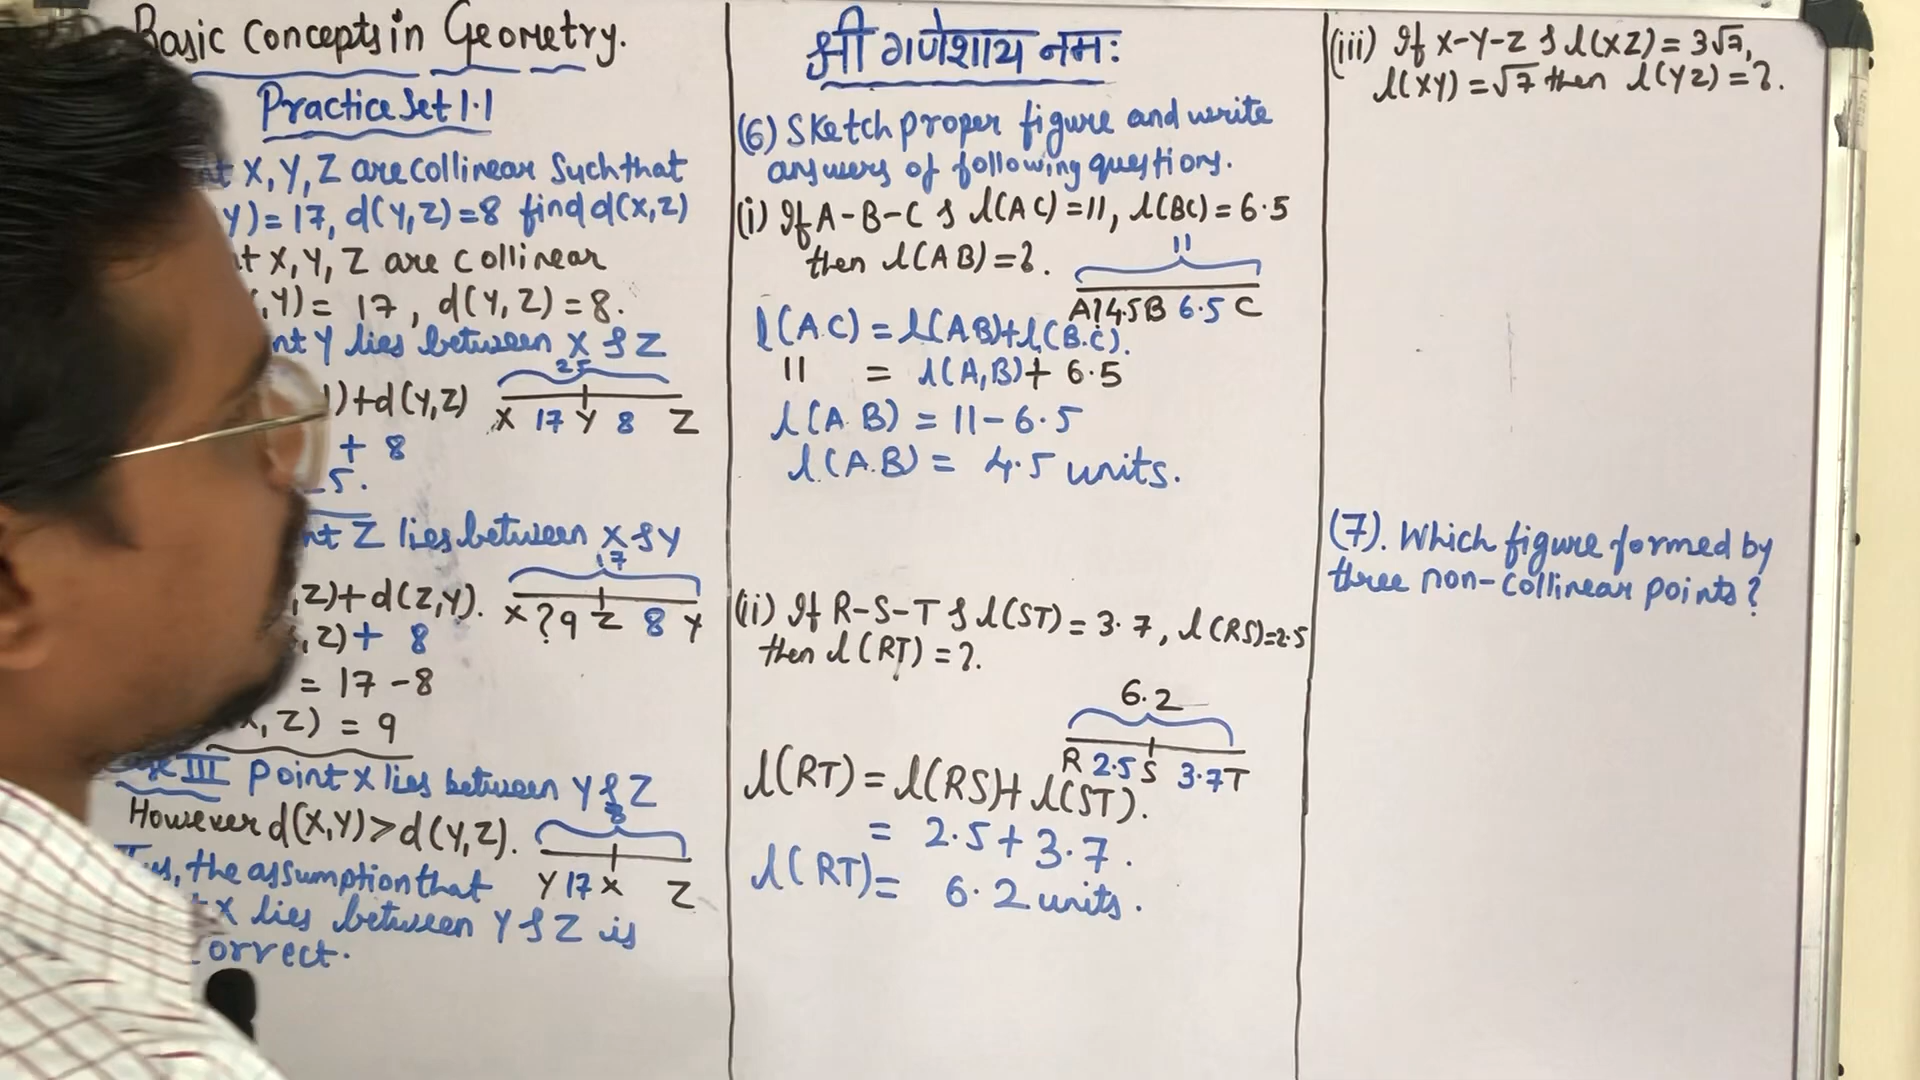 Basic Concepts in Geometry.
Practice Set 1.1
X, Y, Z are collinear Such that
Y) = 17, d(Y, Z) = 8 find d(X, Z)
X, Y, Z are collinear
,Y) = 17, d(Y, Z) = 8.
Y lies between X & Z
25
) + d(Y, Z)
X 17 Y 8 Z
+ 8
5.
Z lies between X & Y
17
, Z) + d(Z, Y).
X ? 9 Z 8 Y
, Z) + 8
= 17 - 8
, Z) = 9
III Point X lies between Y & Z
8
However d(X, Y) > d(Y, Z).
Y 17 X Z
the assumption that
X lies between Y & Z is
orrect.
श्री गणेशाय नमः
(6) Sketch proper figure and write
answers of following questions.
(i) If A-B-C & l(AC) = 11, l(BC) = 6.5
then l(AB) = ?.
11
A ? 4.5 B 6.5 C
l(A.C) = l(AB) + l(B.C).
11 = l(A,B) + 6.5
l(A.B) = 11 - 6.5
l(A.B) = 4.5 units.
(ii) If R-S-T & l(ST) = 3.7, l(RS) = 2.5
then l(RT) = ?.
6.2
R 2.5 S 3.7 T
l(RT) = l(RS) + l(ST).
= 2.5 + 3.7.
l(RT) = 6.2 units.
(iii) If X-Y-Z & l(XZ) = 3√7,
l(XY) = √7 then l(YZ) = ?.
(7). Which figure formed by
three non-collinear points?